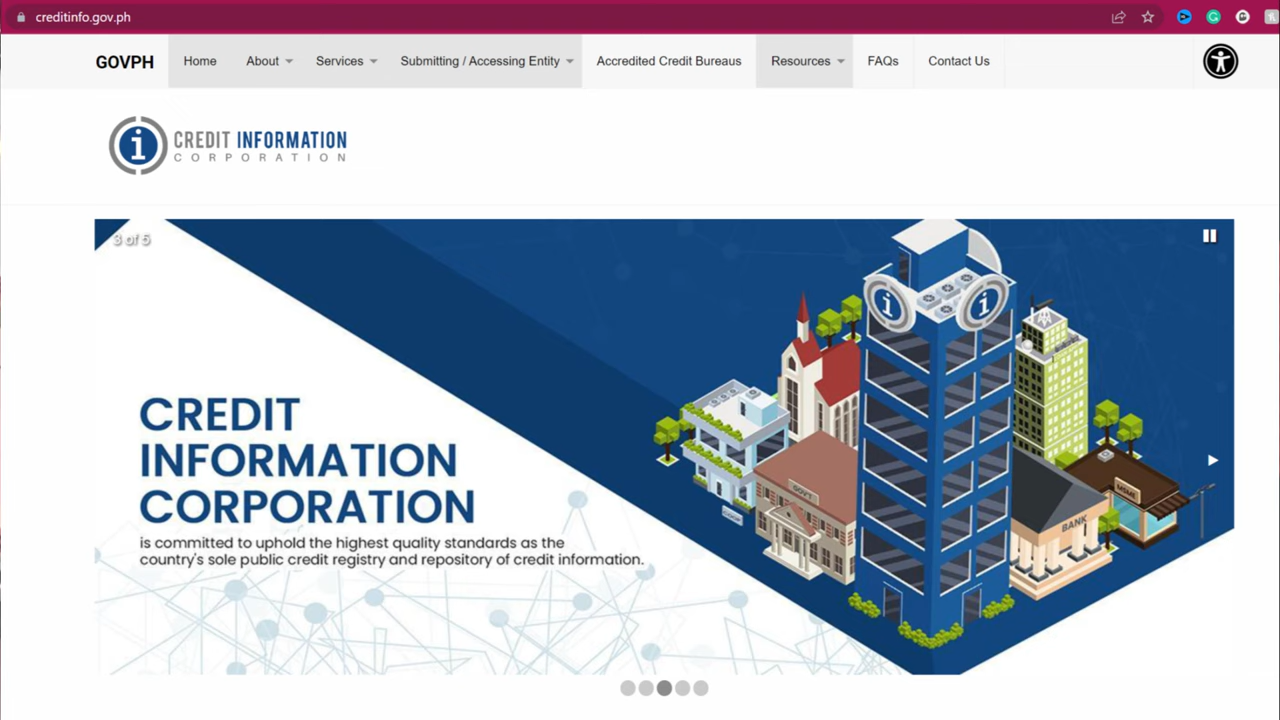 creditinfo.gov.ph
GOVPH Home About Services Submitting / Accessing Entity Accredited Credit Bureaus Resources FAQs Contact Us
i CREDIT INFORMATION
CORPORATION
3 of 5
i i
CREDIT
INFORMATION
CORPORATION
is committed to uphold the highest quality standards as the
country's sole public credit registry and repository of credit information.
GOV'T
MSME
BANK